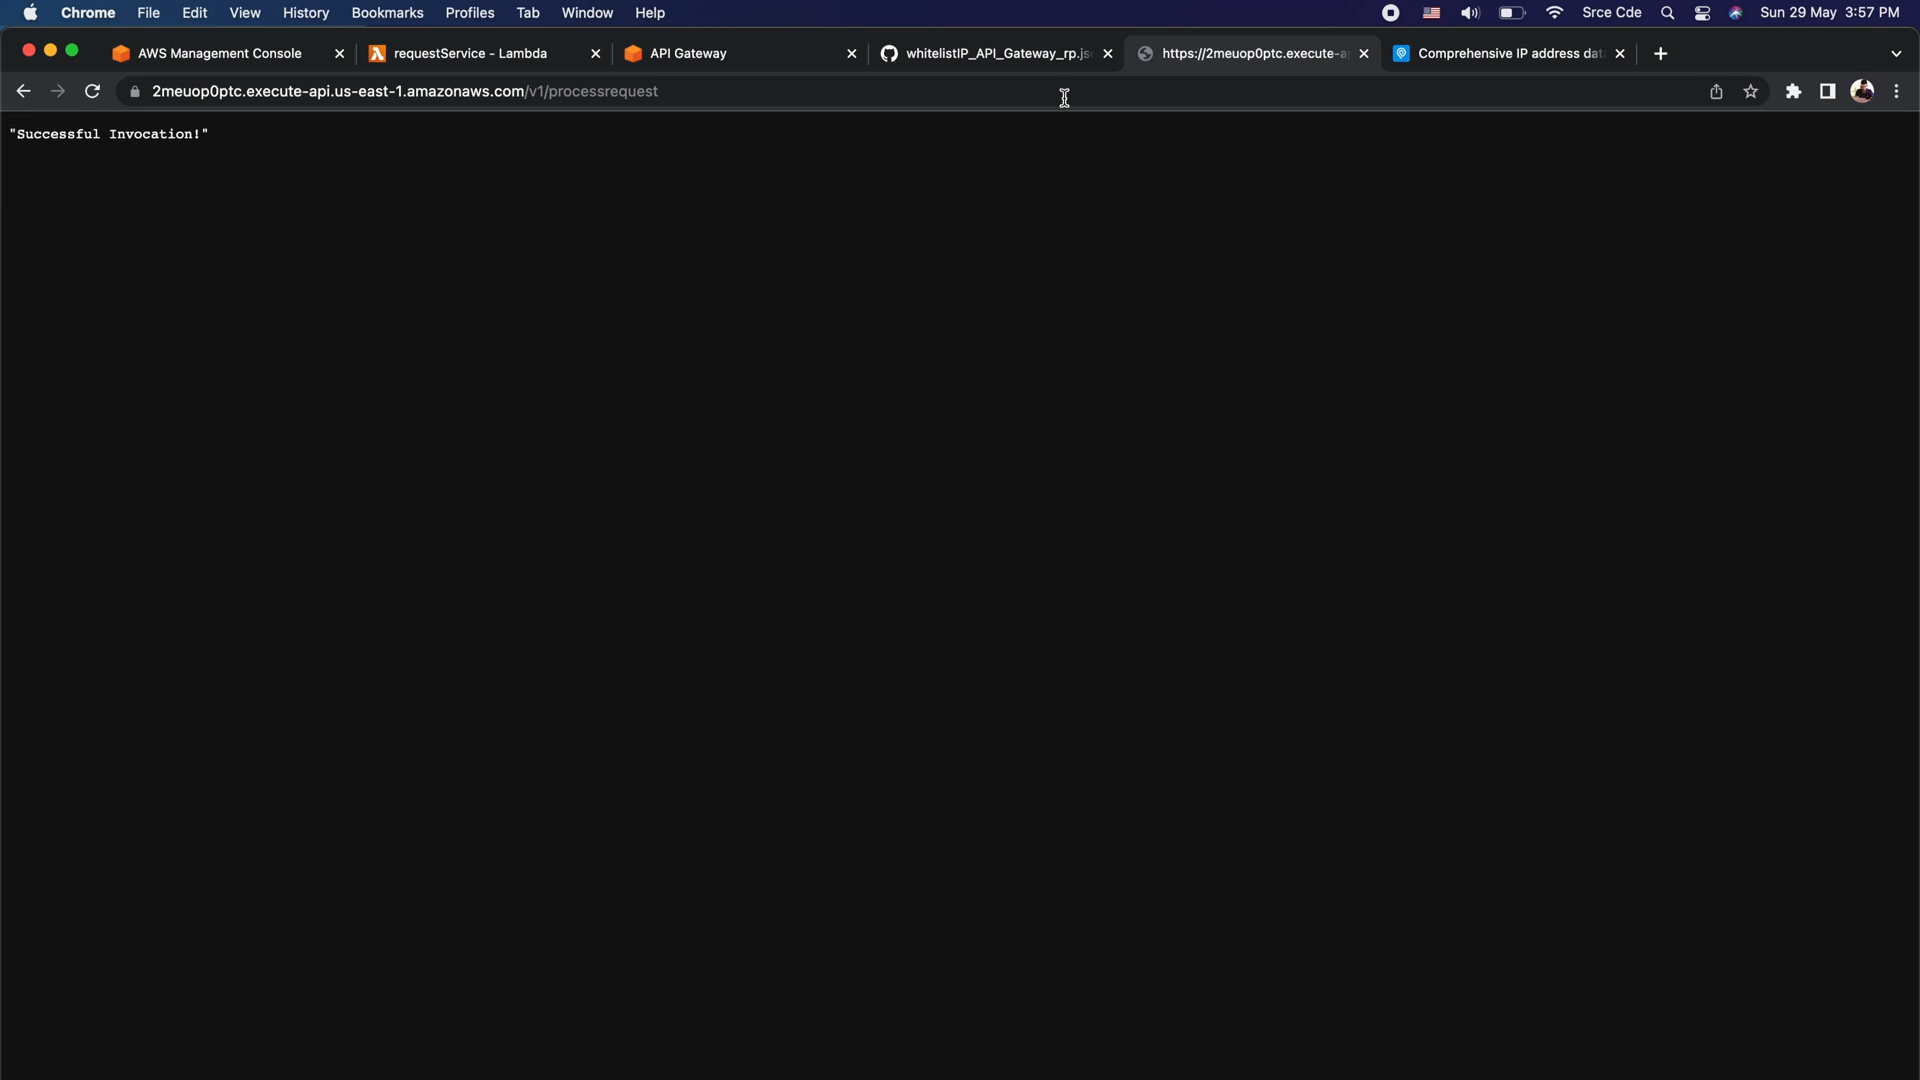 Chrome File Edit View History Bookmarks Profiles Tab Window Help Srce Cde Sun 29 May 3:57 PM
AWS Management Console requestService - Lambda API Gateway whitelistIP_API_Gateway_rp.js https://2meuop0ptc.execute-a Comprehensive IP address dat
2meuop0ptc.execute-api.us-east-1.amazonaws.com/v1/processrequest
"Successful Invocation!"